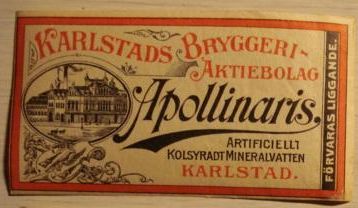 KARLSTADS BRYGGERI-
AKTIEBOLAG
Apollinaris,
ARTIFICIELLT
KOLSYRADT MINERALVATTEN
KARLSTAD.
FÖRVARAS LIGGANDE.